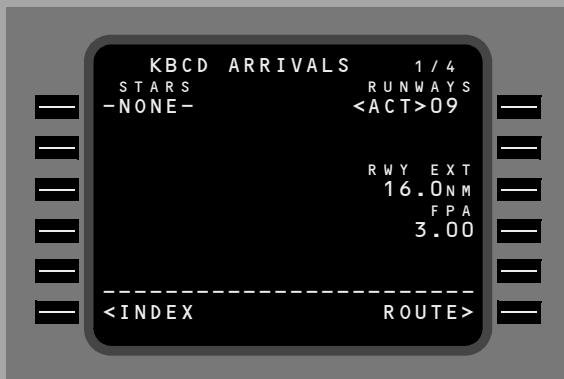 KBCD ARRIVALS 1/4
STARS RUNWAYS
-NONE- <ACT>09
RWY EXT
16.0NM
FPA
3.00
------------------------
<INDEX ROUTE>